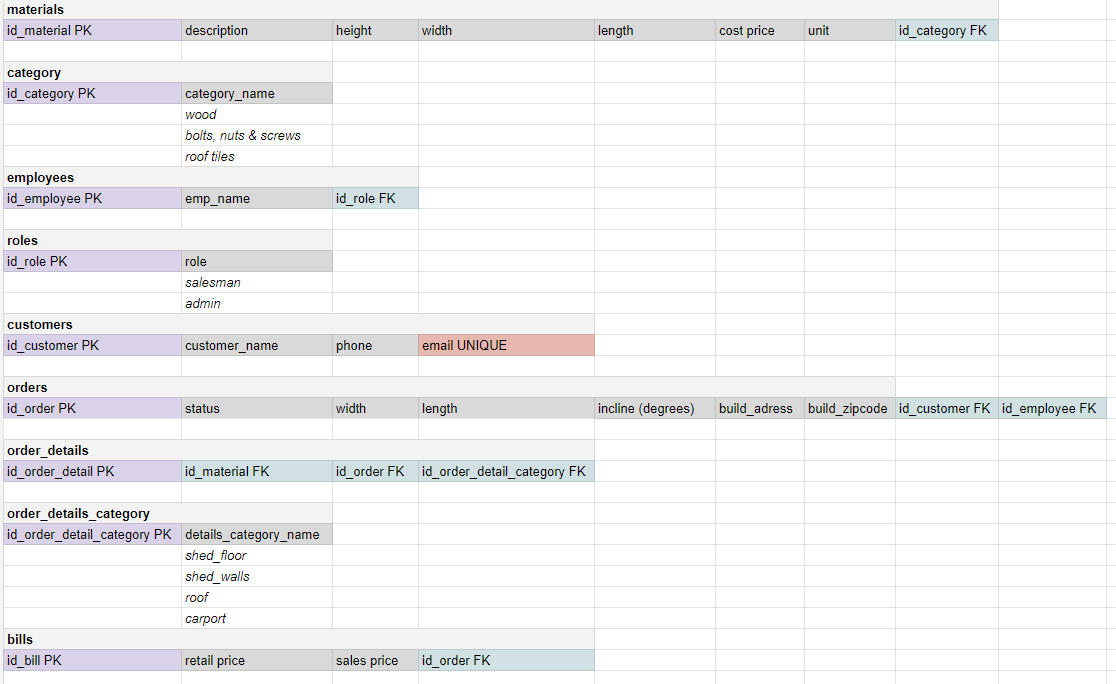 materials
id_material PK description height width length cost price unit id_category FK
category
id_category PK category_name
wood
bolts, nuts & screws
roof tiles
employees
id_employee PK emp_name id_role FK
roles
id_role PK role
salesman
admin
customers
id_customer PK customer_name phone email UNIQUE
orders
id_order PK status width length incline (degrees) build_adress build_zipcode id_customer FK id_employee FK
order_details
id_order_detail PK id_material FK id_order FK id_order_detail_category FK
order_details_category
id_order_detail_category PK details_category_name
shed_floor
shed_walls
roof
carport
bills
id_bill PK retail price sales price id_order FK